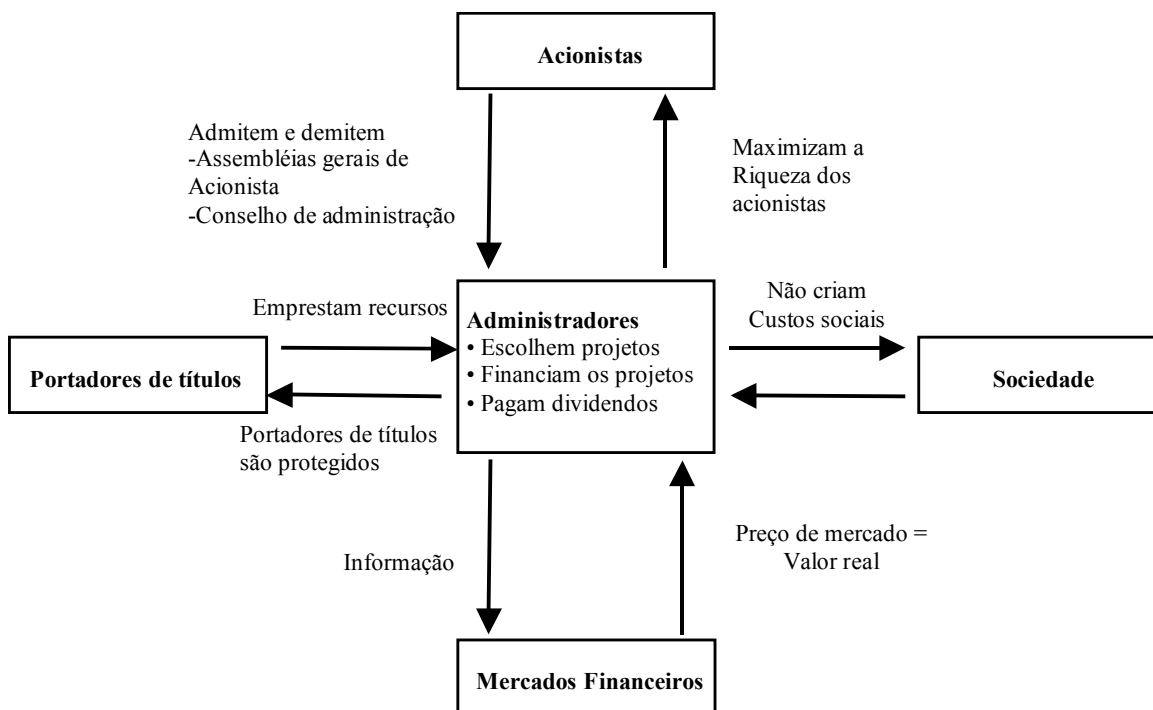 Acionistas
Admitem e demitem
-Assembléias gerais de
Acionista
-Conselho de administração
Maximizam a
Riqueza dos
acionistas
Emprestam recursos
Não criam
Custos sociais
Administradores
• Escolhem projetos
• Financiam os projetos
• Pagam dividendos
Portadores de títulos
Sociedade
Portadores de títulos
são protegidos
Informação
Preço de mercado =
Valor real
Mercados Financeiros